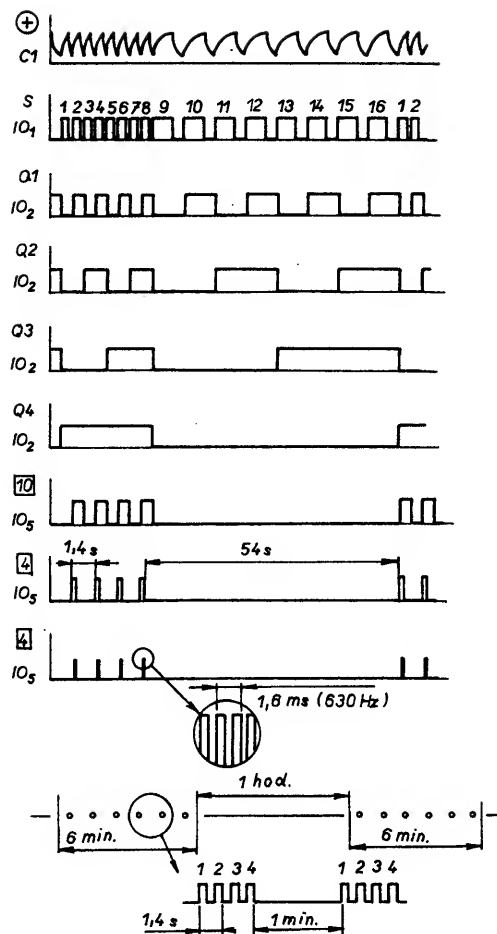 +
C1
S 1 2 3 4 5 6 7 8 9 10 11 12 13 14 15 16 1 2
IO1
Q1
IO2
Q2
IO2
Q3
IO2
Q4
IO2
10
IO5
1,4 s 54 s
4
IO5
4
IO5
1,6 ms (630 Hz)
1 hod.
6 min. 6 min.
1 2 3 4 1 2 3 4
1,4 s 1 min.